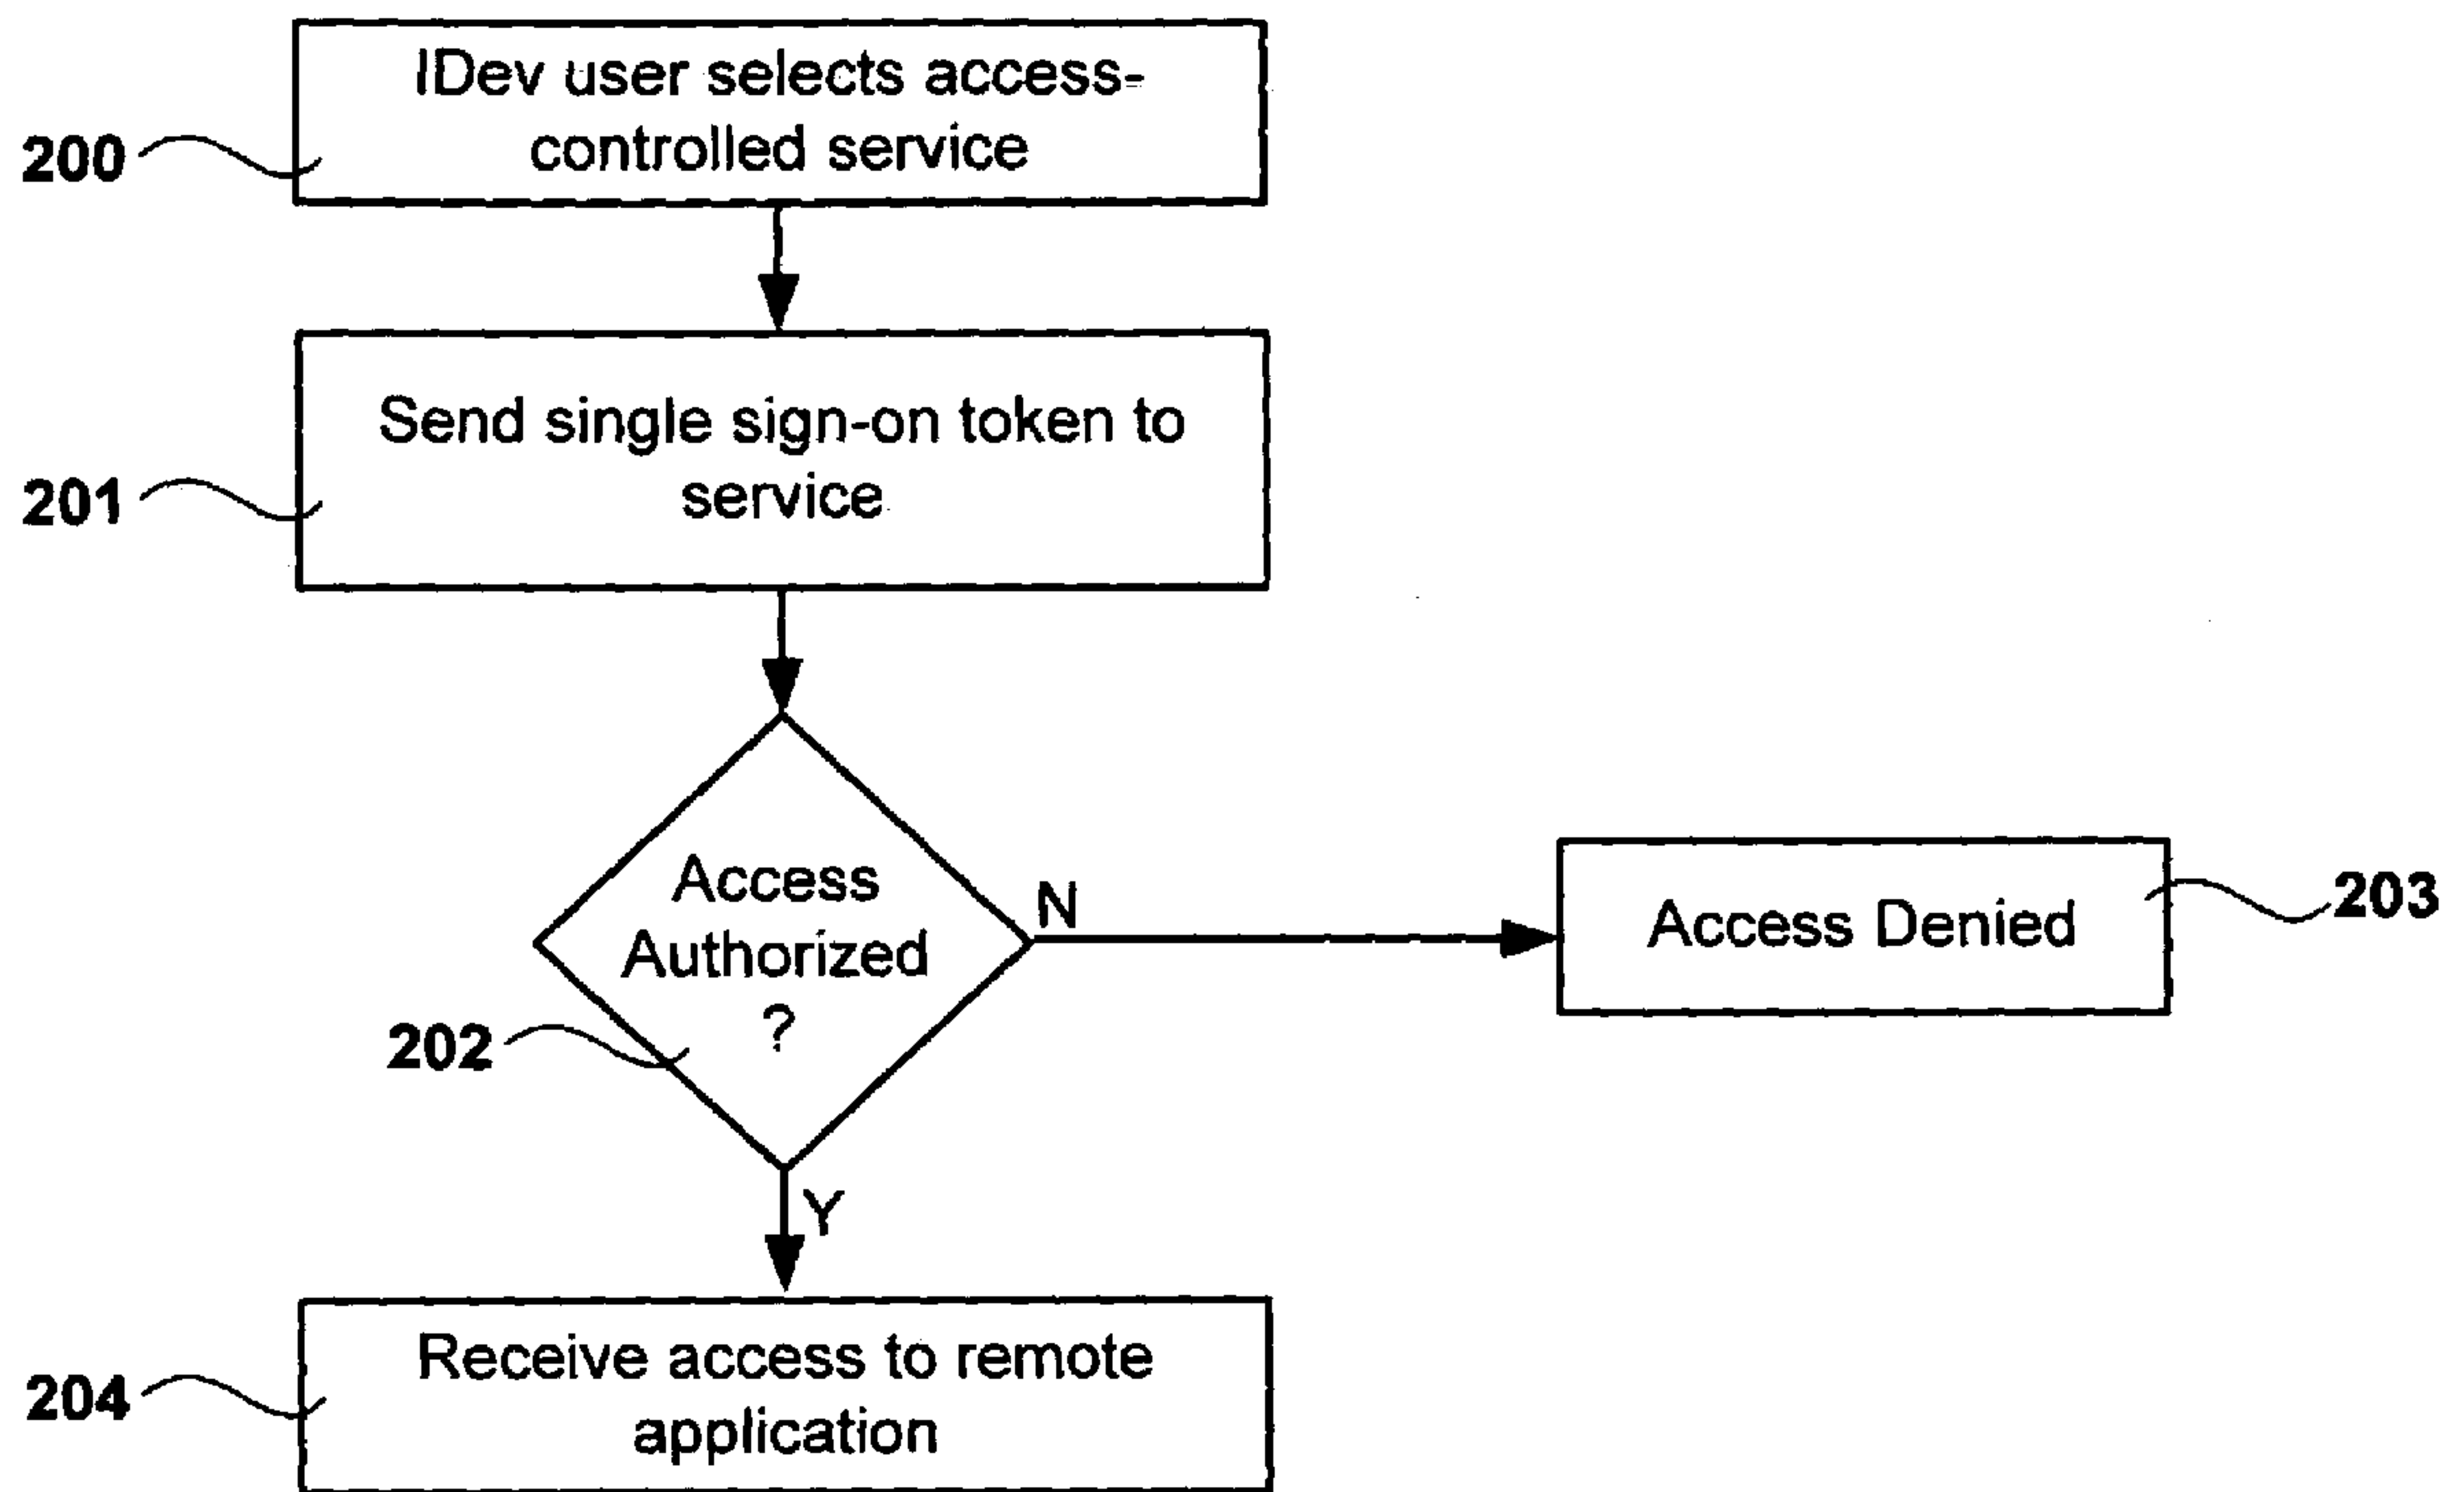 IDev user selects access-
controlled service
200
Send single sign-on token to
service
201
Access
Authorized
?
202
N
Access Denied
203
Y
Receive access to remote
application
204